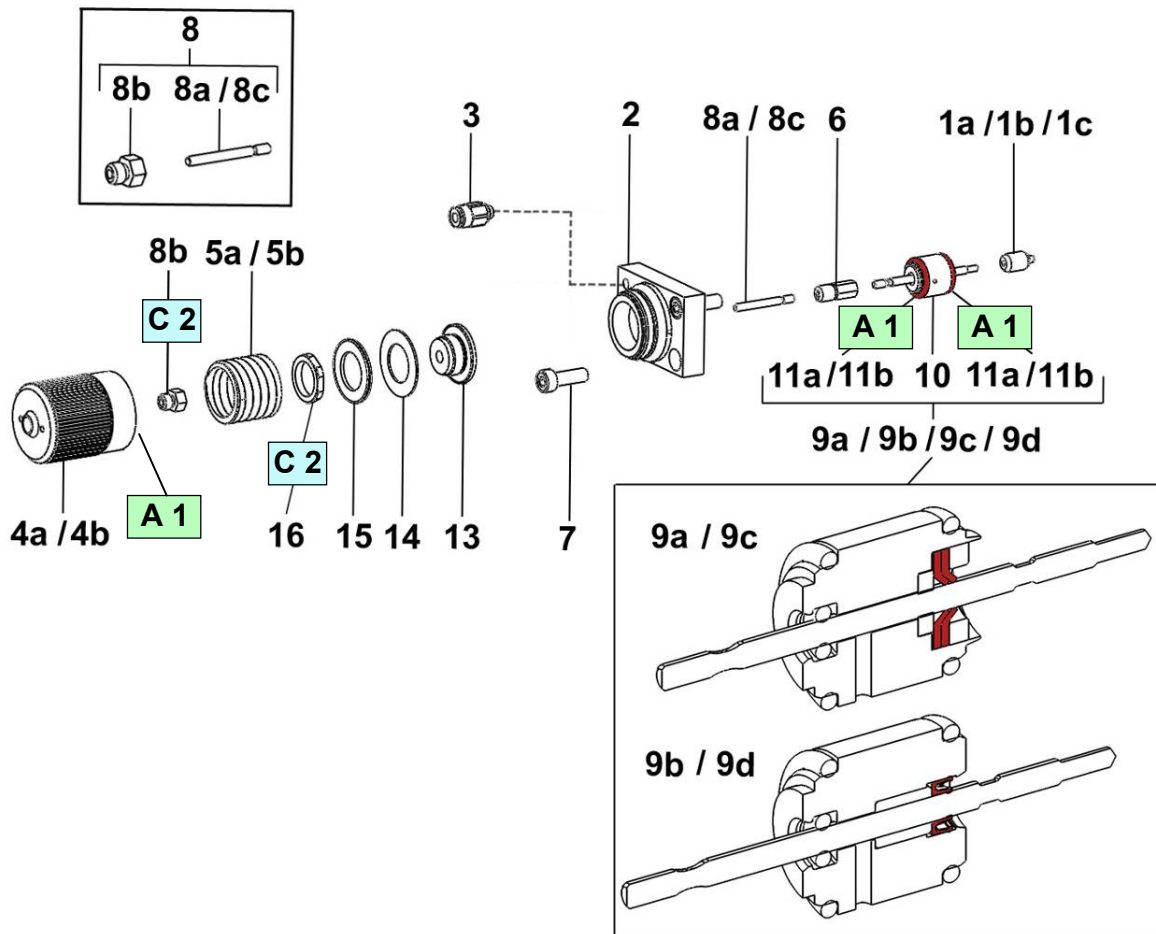 8
8b 8a / 8c
3 2 8a / 8c 6 1a /1b / 1c
8b 5a / 5b
C 2
A 1 A 1
11a/11b 10 11a/11b
9a / 9b / 9c / 9d
C 2
A 1
4a / 4b 16 15 14 13 7
9a / 9c
9b / 9d